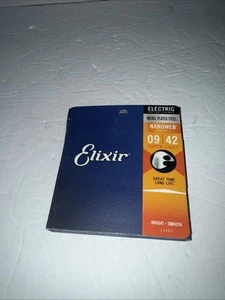 ELECTRIC
NICKEL PLATED STEEL
NANOWEB
09 42
Elixir
GREAT TONE
LONG LIFE
BRIGHT • SMOOTH